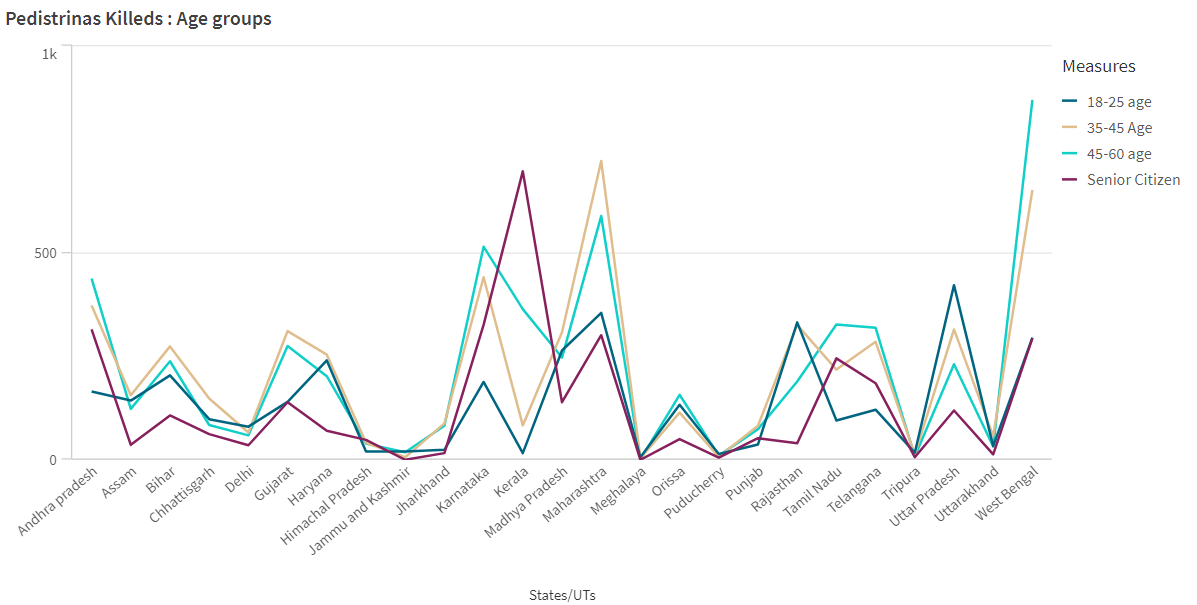 Pedistrinas Killeds : Age groups
1k
500
0
Measures
18-25 age
35-45 Age
45-60 age
Senior Citizen
Andhra pradesh
Assam
Bihar
Chhattisgarh
Delhi
Gujarat
Haryana
Himachal Pradesh
Jammu and Kashmir
Jharkhand
Karnataka
Kerala
Madhya Pradesh
Maharashtra
Meghalaya
Orissa
Puducherry
Punjab
Rajasthan
Tamil Nadu
Telangana
Tripura
Uttar Pradesh
Uttarakhand
West Bengal
States/UTs